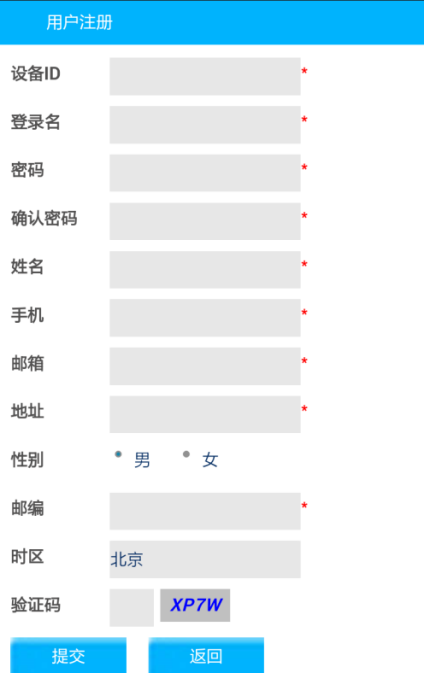 用户注册
设备ID *
登录名 *
密码 *
确认密码 *
姓名 *
手机 *
邮箱 *
地址 *
性别 男 女
邮编 *
时区 北京
验证码 XP7W
提交 返回